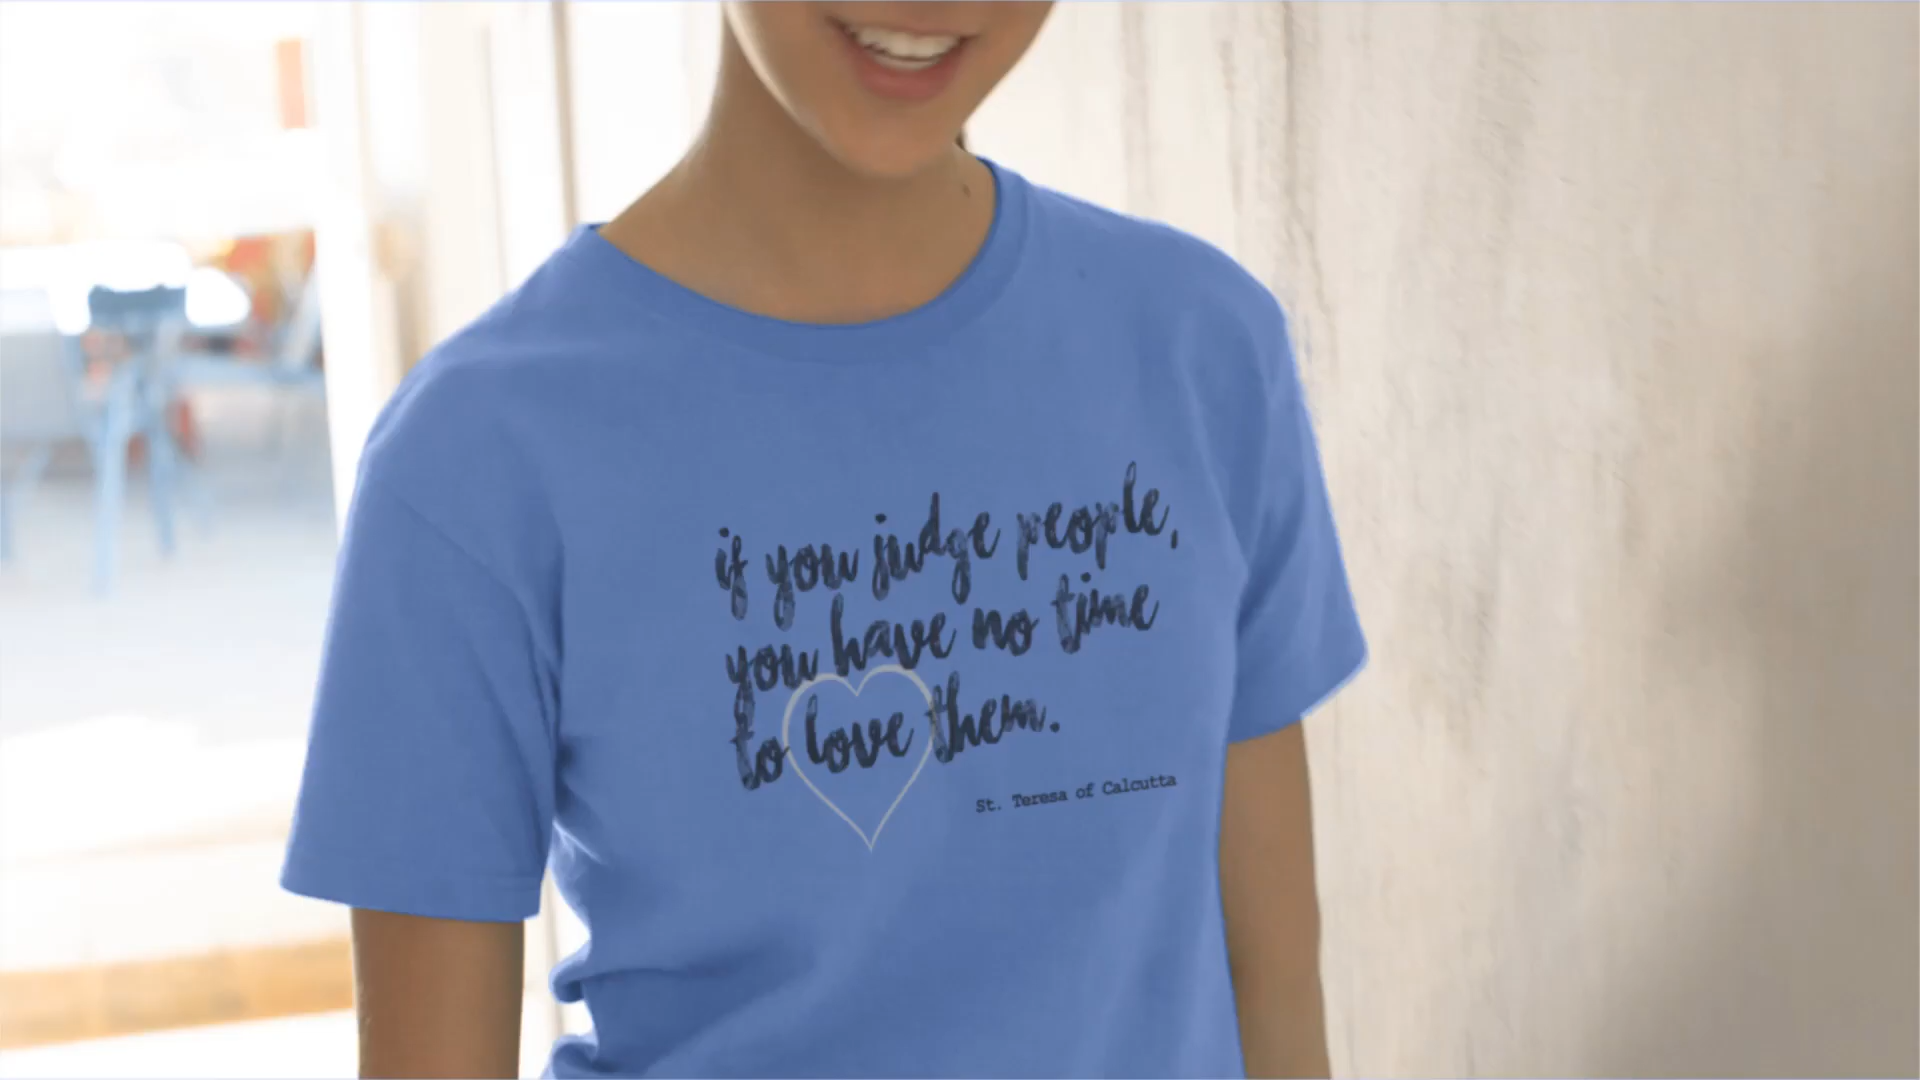 if you judge people,
you have no time
to love them.
St. Teresa of Calcutta